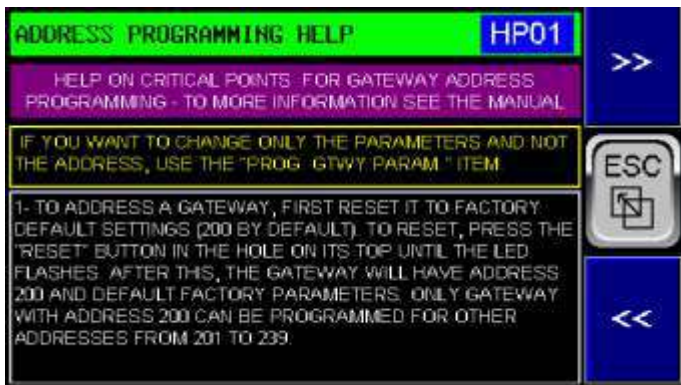 ADDRESS PROGRAMMING HELP
HP01
>>
HELP ON CRITICAL POINTS FOR GATEWAY ADDRESS
PROGRAMMING - TO MORE INFORMATION SEE THE MANUAL
IF YOU WANT TO CHANGE ONLY THE PARAMETERS AND NOT
THE ADDRESS, USE THE "PROG. GTWY PARAM." ITEM
ESC
1- TO ADDRESS A GATEWAY, FIRST RESET IT TO FACTORY
DEFAULT SETTINGS (200 BY DEFAULT). TO RESET, PRESS THE
"RESET" BUTTON IN THE HOLE ON ITS TOP UNTIL THE LED
FLASHES. AFTER THIS, THE GATEWAY WILL HAVE ADDRESS
200 AND DEFAULT FACTORY PARAMETERS. ONLY GATEWAY
WITH ADDRESS 200 CAN BE PROGRAMMED FOR OTHER
ADDRESSES FROM 201 TO 239.
<<